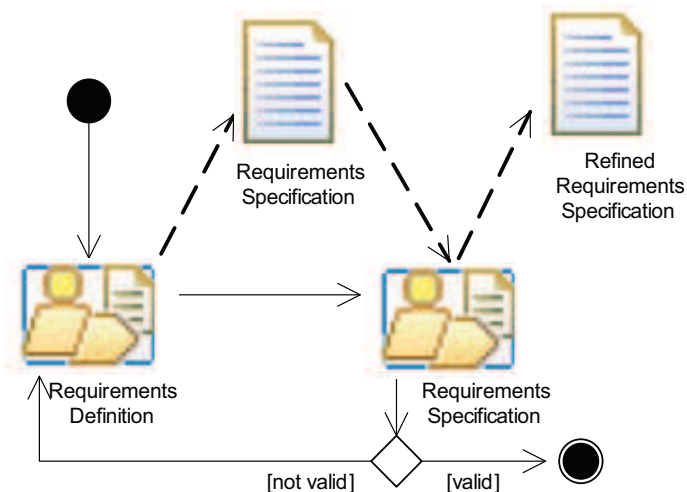 Requirements
Specification
Refined
Requirements
Specification
Requirements
Definition
Requirements
Specification
[not valid]
[valid]